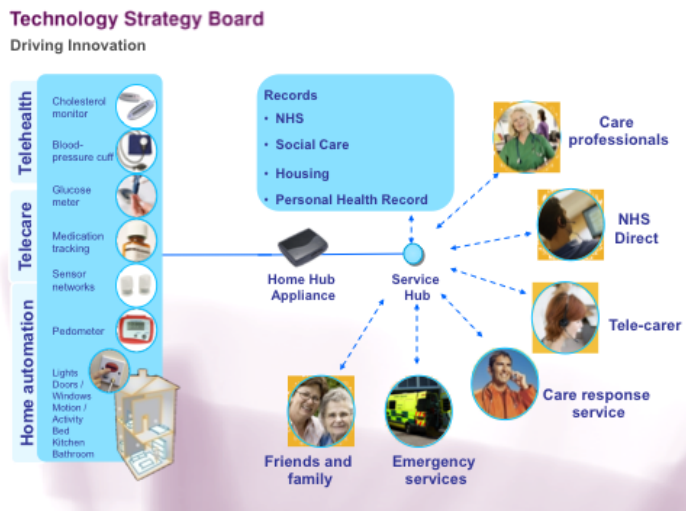 Technology Strategy Board
Driving Innovation
Telehealth
Telecare
Home automation
Cholesterol
monitor
Blood-
pressure cuff
Glucose
meter
Medication
tracking
Sensor
networks
Pedometer
Lights
Doors /
Windows
Motion /
Activity
Bed
Kitchen
Bathroom
Records
• NHS
• Social Care
• Housing
• Personal Health Record
Home Hub
Appliance
Service
Hub
Care
professionals
NHS
Direct
Tele-carer
Care response
service
Emergency
services
Friends and
family